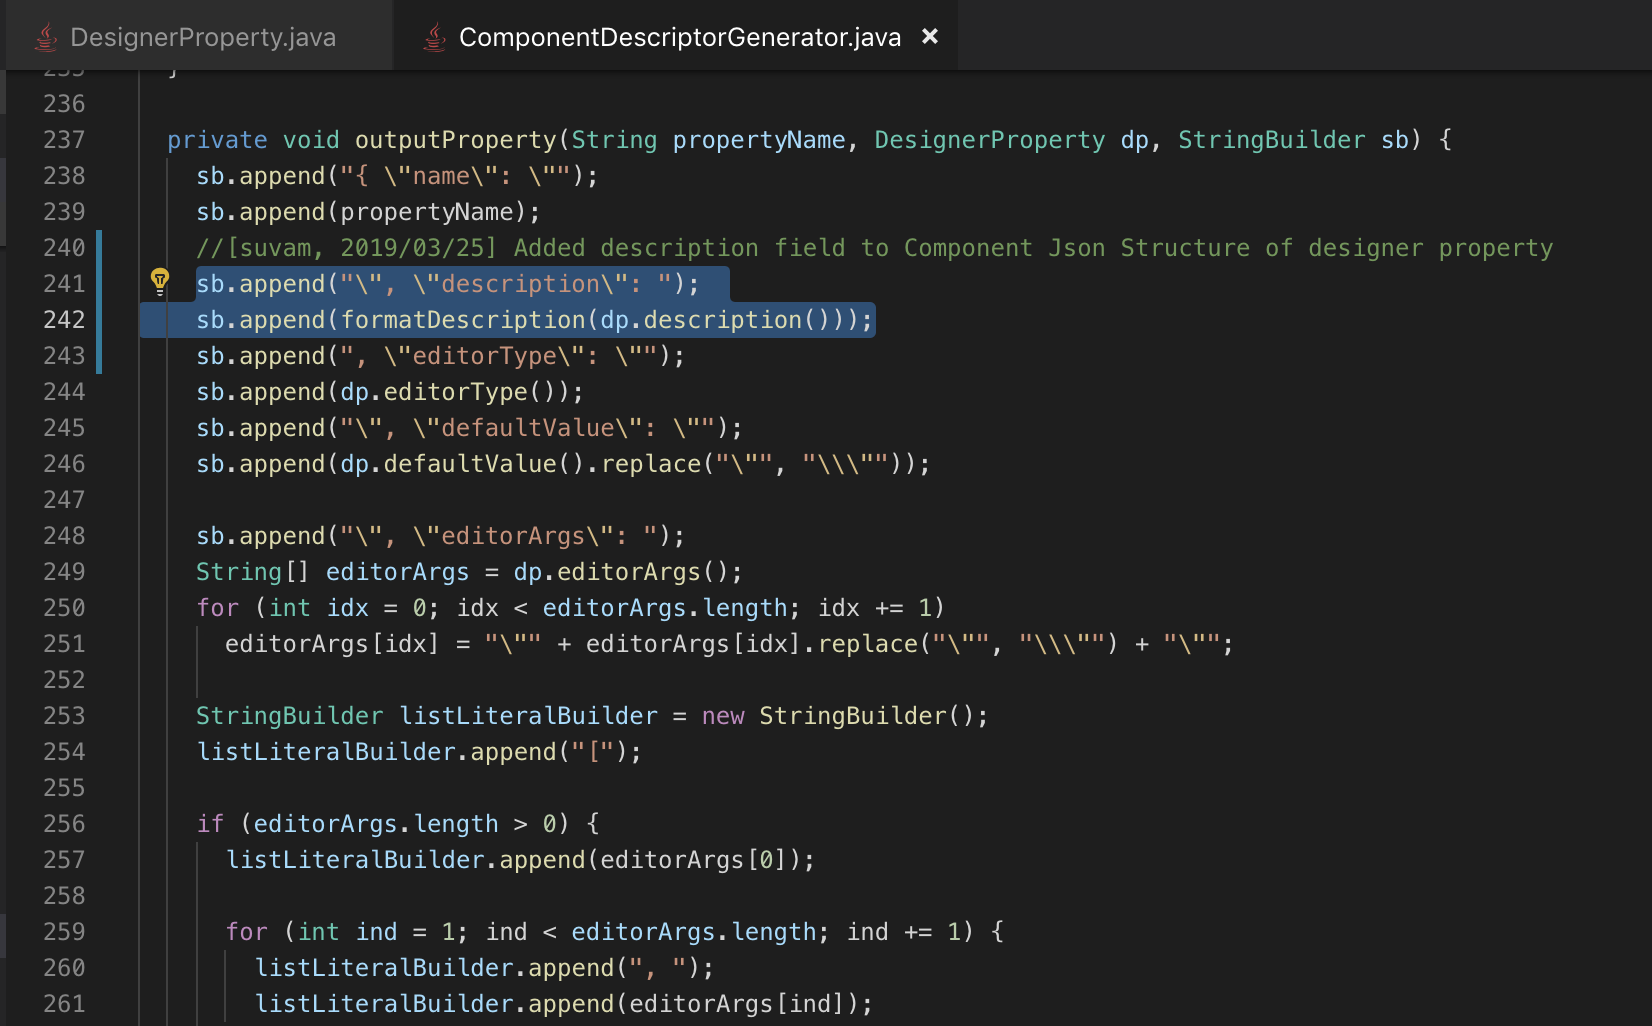 DesignerProperty.java
ComponentDescriptorGenerator.java ×
235 }
236
237 private void outputProperty(String propertyName, DesignerProperty dp, StringBuilder sb) {
238 sb.append("{ \"name\": \"");
239 sb.append(propertyName);
240 //[suvam, 2019/03/25] Added description field to Component Json Structure of designer property
241 sb.append("\", \"description\": ");
242 sb.append(formatDescription(dp.description()));
243 sb.append(", \"editorType\": \"");
244 sb.append(dp.editorType());
245 sb.append("\", \"defaultValue\": \"");
246 sb.append(dp.defaultValue().replace("\"", "\\\""));
247
248 sb.append("\", \"editorArgs\": ");
249 String[] editorArgs = dp.editorArgs();
250 for (int idx = 0; idx < editorArgs.length; idx += 1)
251 editorArgs[idx] = "\"" + editorArgs[idx].replace("\"", "\\\"") + "\"";
252
253 StringBuilder listLiteralBuilder = new StringBuilder();
254 listLiteralBuilder.append("[");
255
256 if (editorArgs.length > 0) {
257 listLiteralBuilder.append(editorArgs[0]);
258
259 for (int ind = 1; ind < editorArgs.length; ind += 1) {
260 listLiteralBuilder.append(", ");
261 listLiteralBuilder.append(editorArgs[ind]);